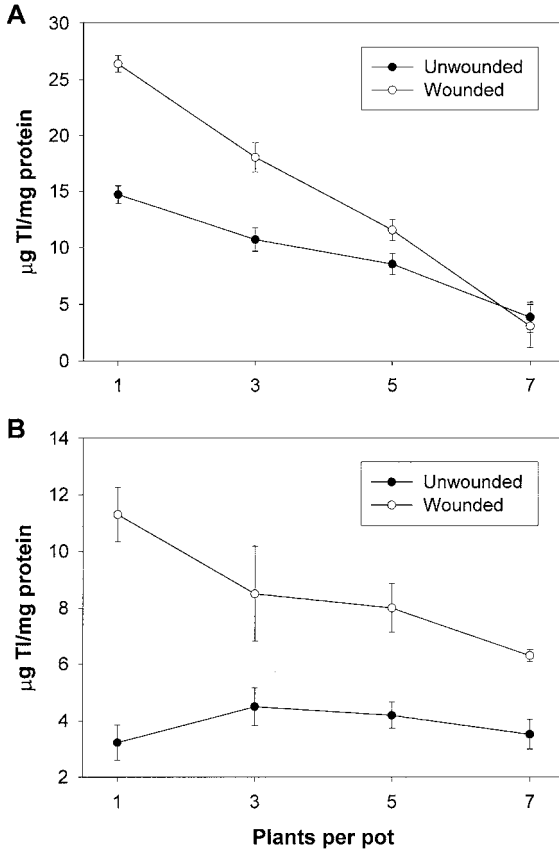 A
30
25
20
15
10
5
0
μg TI/mg protein
Unwounded
Wounded
1 3 5 7
B
14
12
10
8
6
4
2
μg TI/mg protein
Unwounded
Wounded
1 3 5 7
Plants per pot